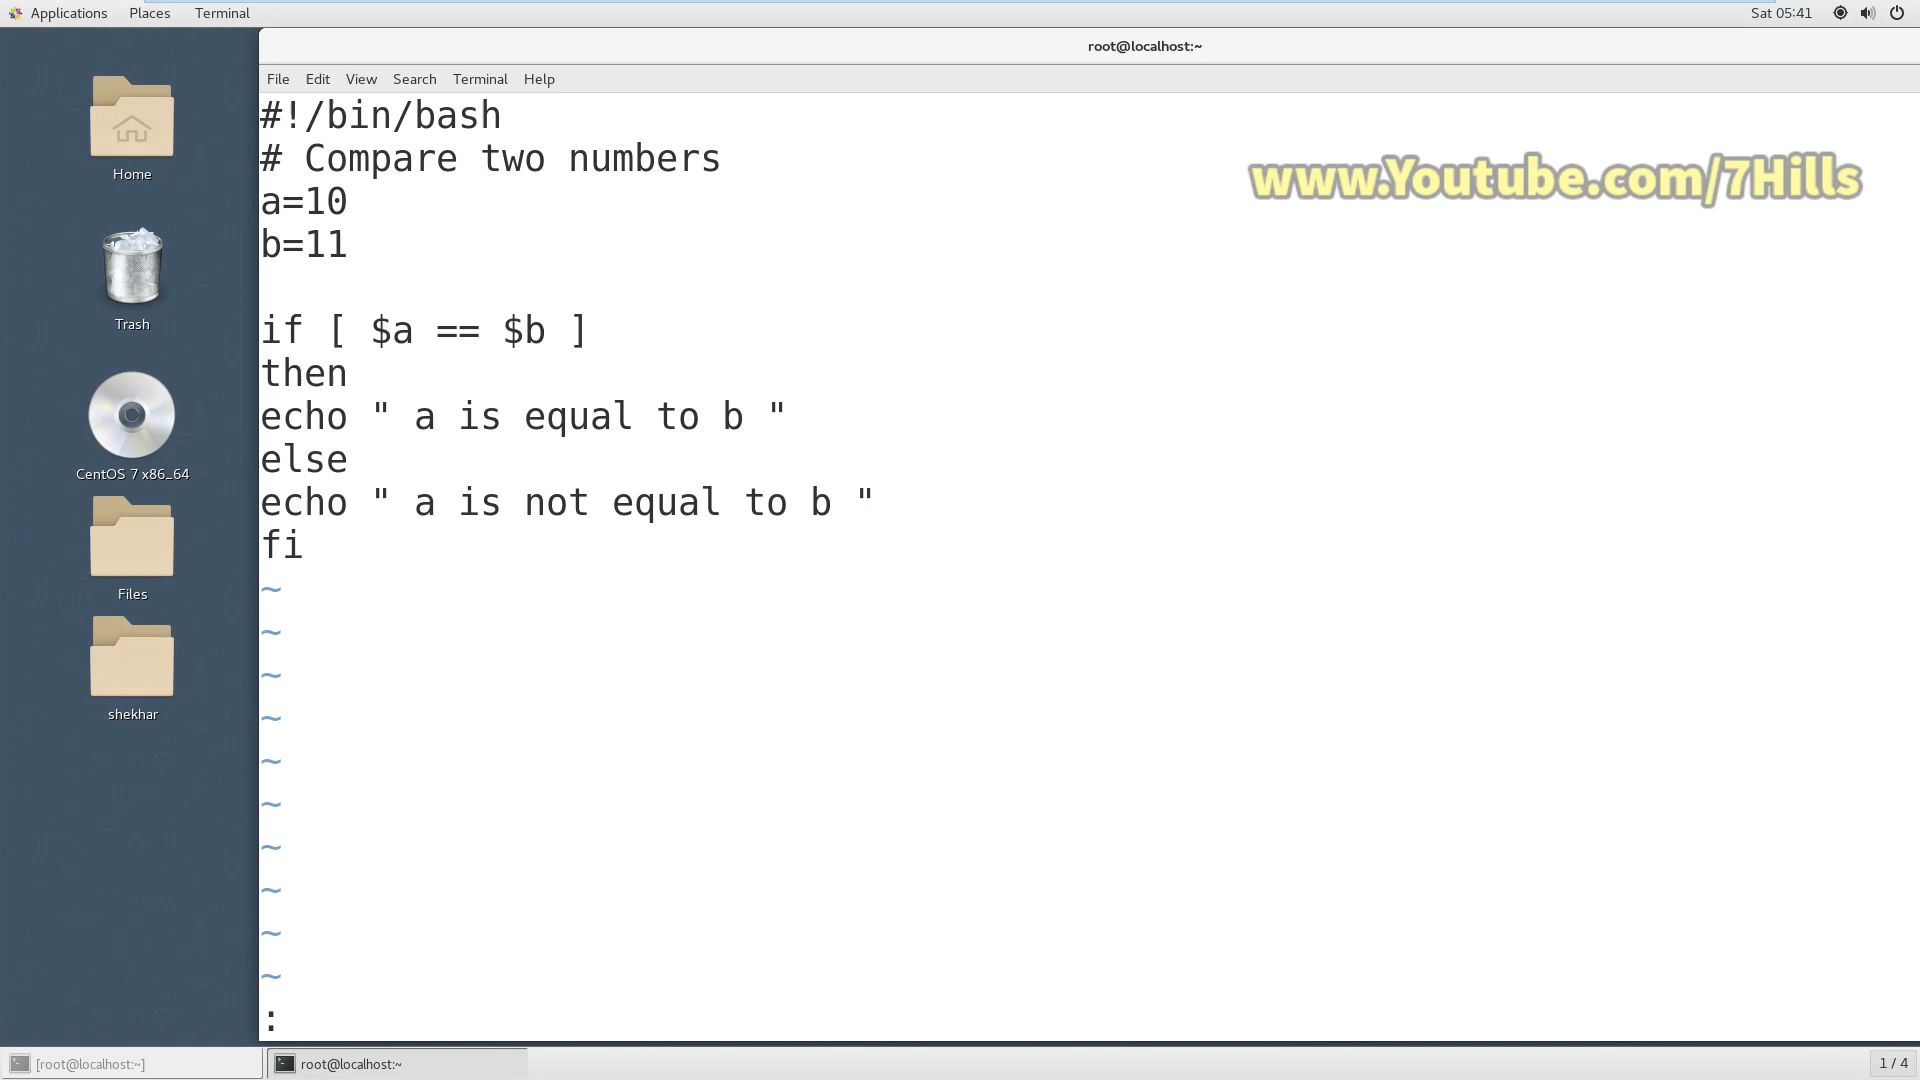 Applications Places Terminal Sat 05:41
root@localhost:~
File Edit View Search Terminal Help
#!/bin/bash
# Compare two numbers
a=10
b=11
if [ $a == $b ]
then
echo " a is equal to b "
else
echo " a is not equal to b "
fi
~
~
~
~
~
~
~
~
~
~
:
www.Youtube.com/7Hills
Home
Trash
CentOS 7 x86_64
Files
shekhar
[root@localhost:~] root@localhost:~ 1 / 4